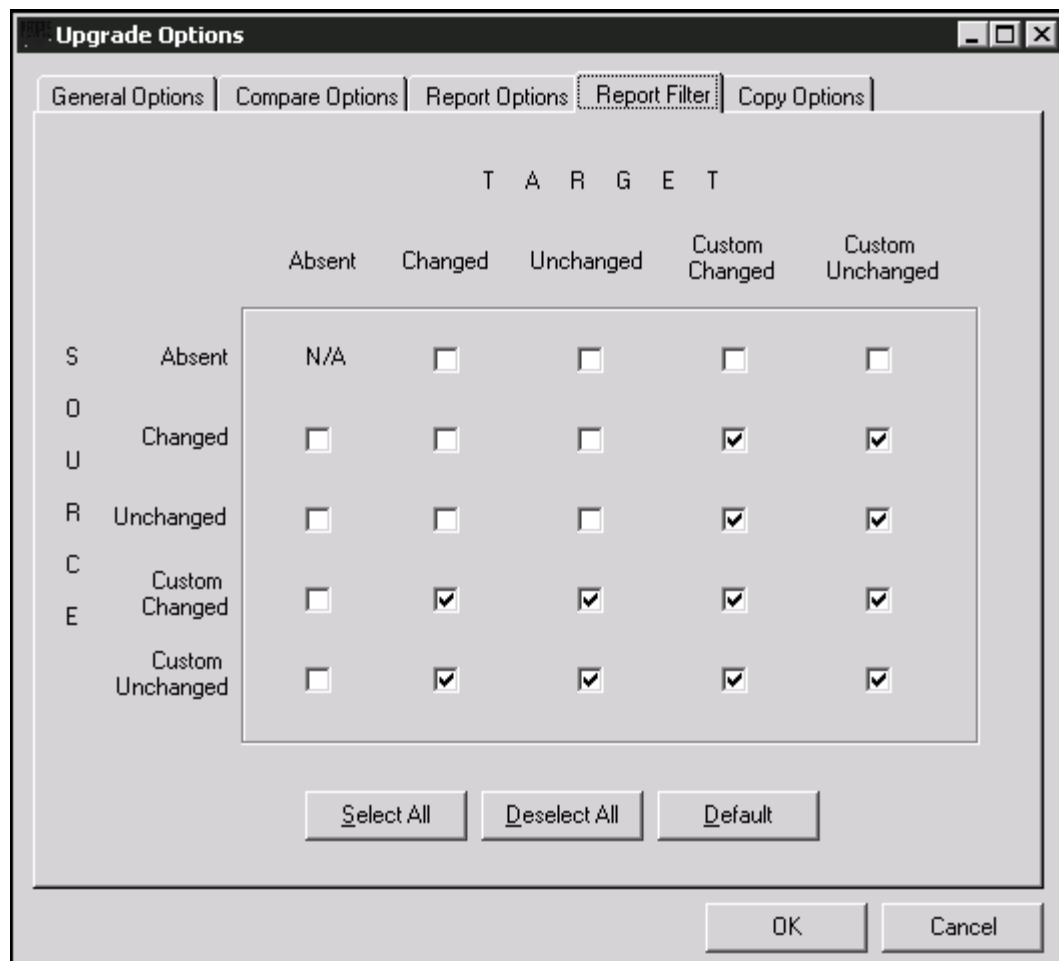 Upgrade Options
General Options
Compare Options
Report Options
Report Filter
Copy Options
T A R G E T
Absent
Changed
Unchanged
Custom
Changed
Custom
Unchanged
S O U R C E
Absent
N/A
Changed
Unchanged
Custom
Changed
Custom
Unchanged
Select All
Deselect All
Default
OK
Cancel